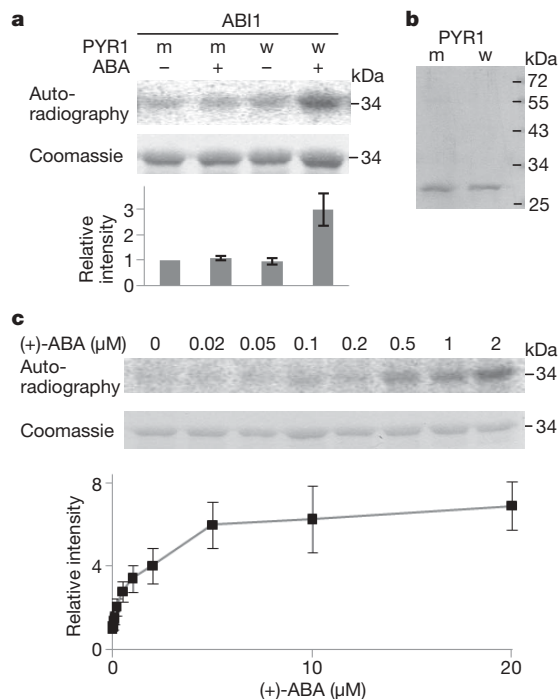 a
ABI1
PYR1 m m w w
ABA – + – + kDa
Auto-
radiography
–34
Coomassie
–34
3
2
1
0
Relative
intensity
b
PYR1
m w kDa
72
55
43
34
25
c
(+)-ABA (µM) 0 0.02 0.05 0.1 0.2 0.5 1 2 kDa
Auto-
radiography
–34
Coomassie
–34
8
4
0
Relative intensity
0 10 20
(+)-ABA (µM)